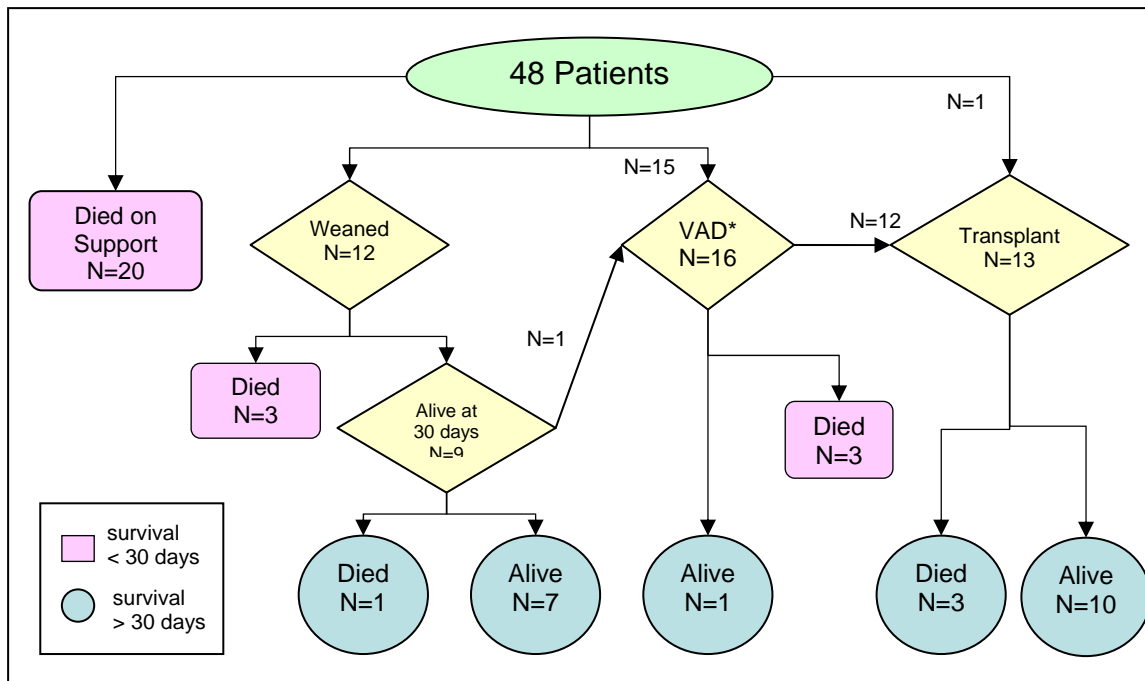 48 Patients
N=1
N=15
Died on
Support
N=20
Weaned
N=12
VAD*
N=16
N=12
Transplant
N=13
N=1
Died
N=3
Alive at
30 days
N=9
Died
N=3
survival
< 30 days
survival
> 30 days
Died
N=1
Alive
N=7
Alive
N=1
Died
N=3
Alive
N=10